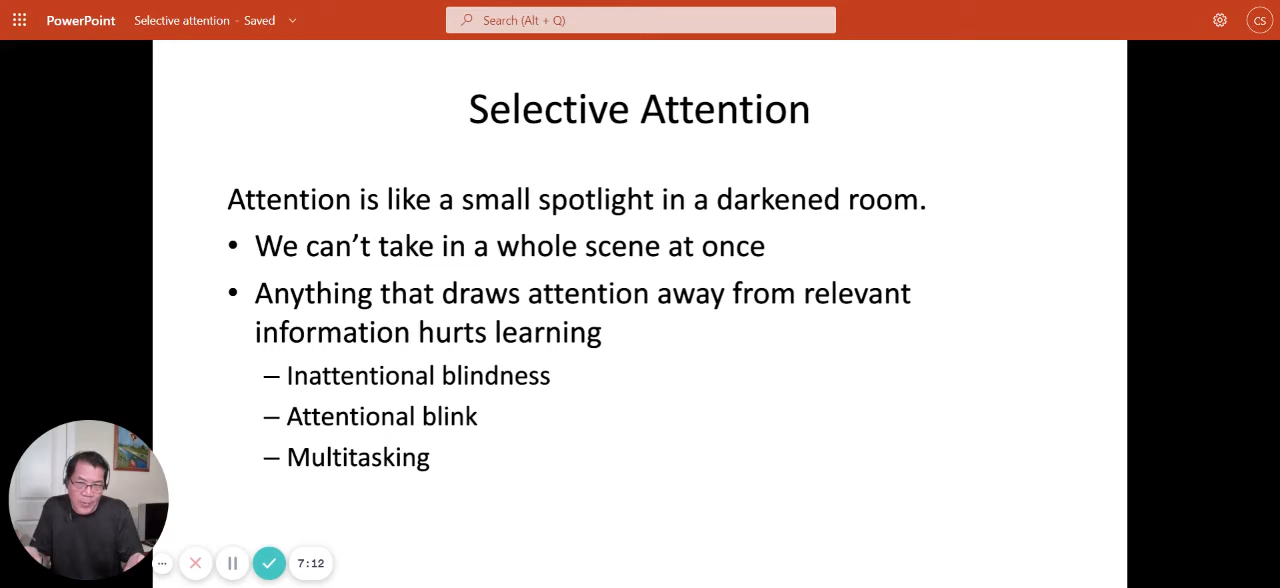 PowerPoint Selective attention - Saved Search (Alt + Q) CS
Selective Attention
Attention is like a small spotlight in a darkened room.
• We can’t take in a whole scene at once
• Anything that draws attention away from relevant
information hurts learning
– Inattentional blindness
– Attentional blink
– Multitasking
7:12